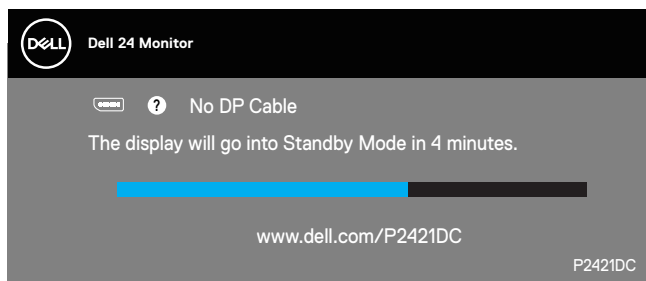 DELL
Dell 24 Monitor
? No DP Cable
The display will go into Standby Mode in 4 minutes.
www.dell.com/P2421DC
P2421DC